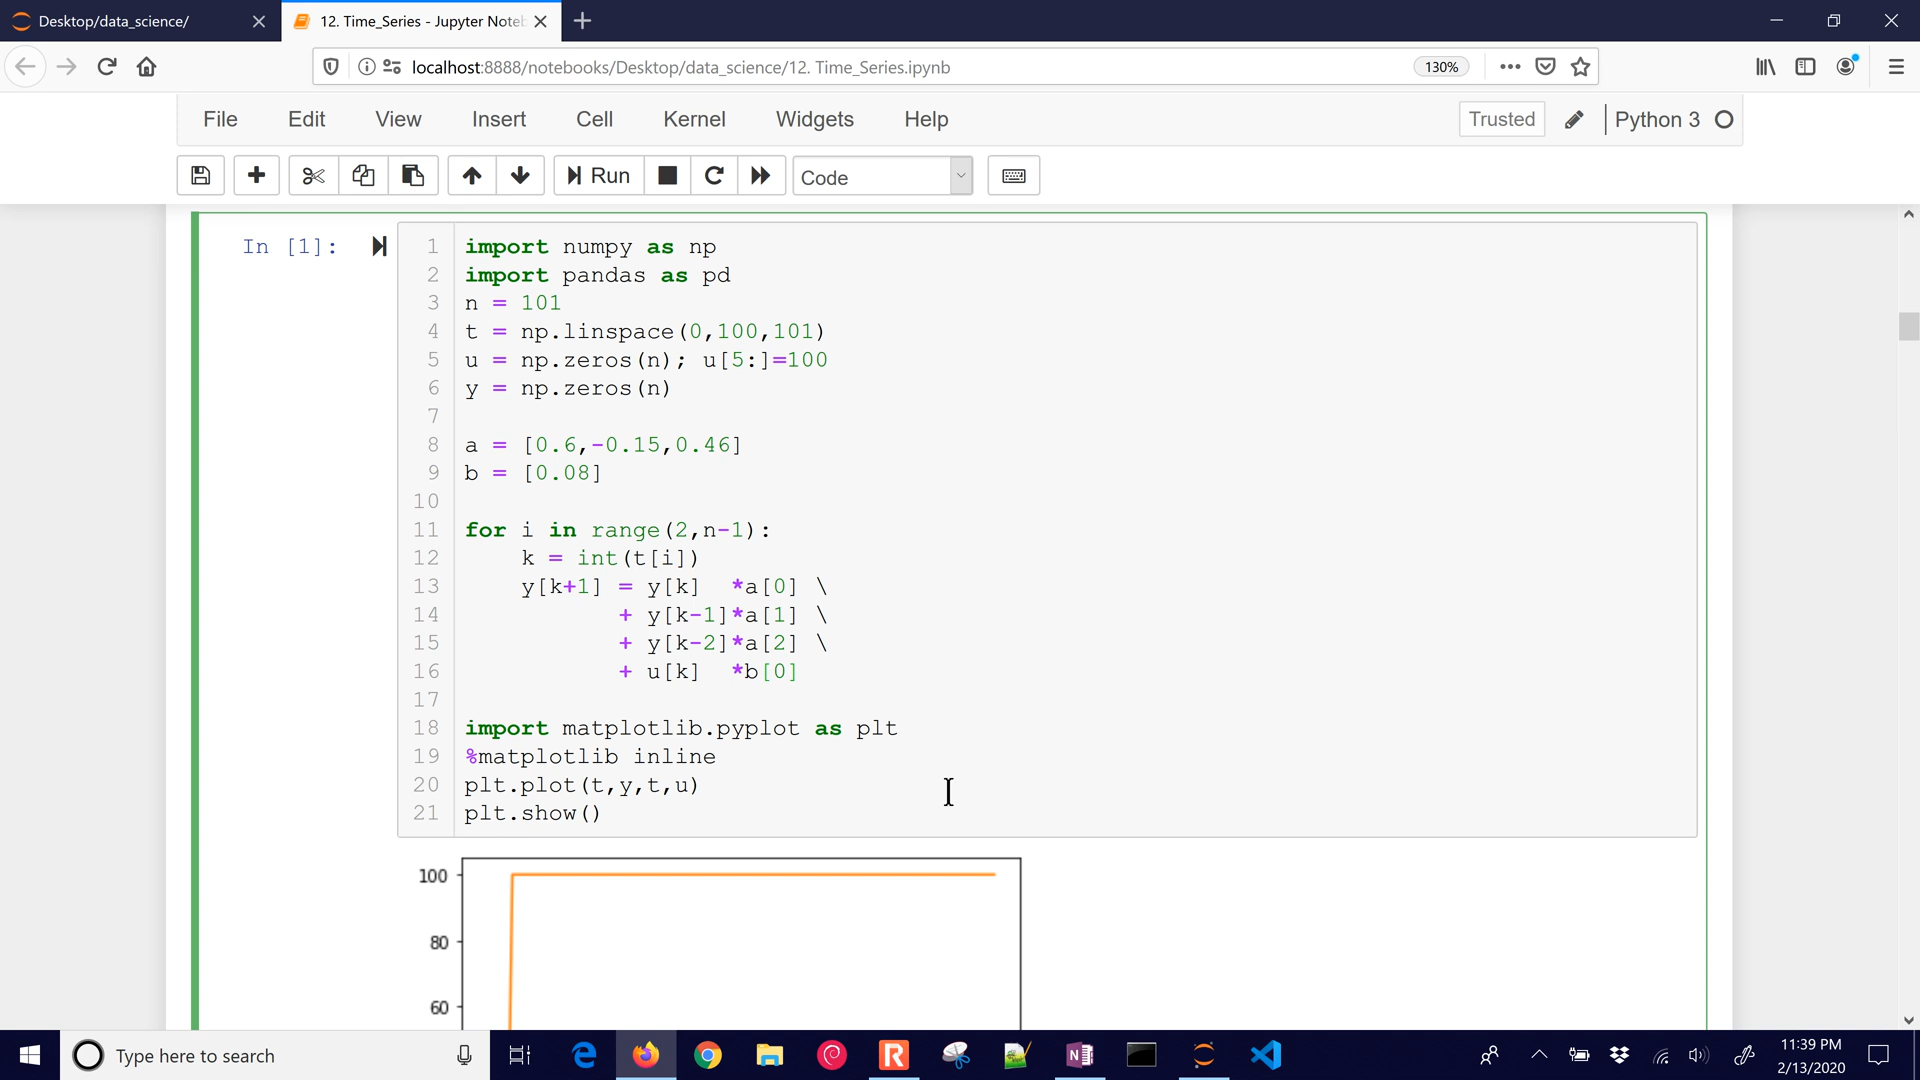 Desktop/data_science/
12. Time_Series - Jupyter Noteb
localhost:8888/notebooks/Desktop/data_science/12. Time_Series.ipynb
130%
File Edit View Insert Cell Kernel Widgets Help
Trusted
Python 3
Run
Code
In [1]:
1 import numpy as np
2 import pandas as pd
3 n = 101
4 t = np.linspace(0,100,101)
5 u = np.zeros(n); u[5:]=100
6 y = np.zeros(n)
7
8 a = [0.6,-0.15,0.46]
9 b = [0.08]
10
11 for i in range(2,n-1):
12     k = int(t[i])
13     y[k+1] = y[k]  *a[0] \
14            + y[k-1]*a[1] \
15            + y[k-2]*a[2] \
16            + u[k]  *b[0]
17
18 import matplotlib.pyplot as plt
19 %matplotlib inline
20 plt.plot(t,y,t,u)
21 plt.show()
100
80
60
Type here to search
11:39 PM
2/13/2020